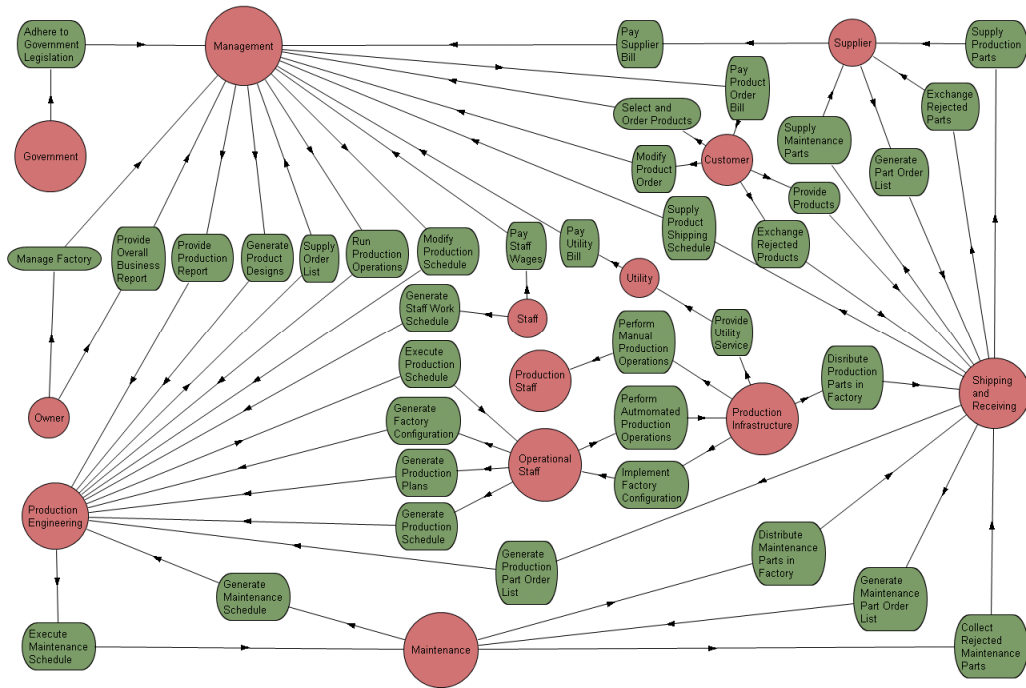 Adhere to
Government
Legislation
Management
Pay
Supplier
Bill
Supplier
Supply
Production
Parts
Pay
Product
Order
Bill
Exchange
Rejected
Parts
Select and
Order Products
Supply
Maintenance
Parts
Government
Customer
Modify
Product
Order
Generate
Part Order
List
Provide
Products
Supply
Product
Shipping
Schedule
Exchange
Rejected
Products
Manage Factory
Provide
Overall
Business
Report
Provide
Production
Report
Generate
Product
Designs
Supply
Order
List
Run
Production
Operations
Modify
Production
Schedule
Pay
Staff
Wages
Pay
Utility
Bill
Utility
Generate
Staff Work
Schedule
Staff
Perform
Manual
Production
Operations
Provide
Utility
Service
Execute
Production
Schedule
Production
Staff
Distribute
Production
Parts in
Factory
Shipping
and
Receiving
Owner
Generate
Factory
Configuration
Perform
Autmomated
Production
Operations
Production
Infrastructure
Generate
Production
Plans
Operational
Staff
Implement
Factory
Configuration
Production
Engineering
Generate
Production
Schedule
Generate
Production
Part Order
List
Distribute
Maintenance
Parts in
Factory
Generate
Maintenance
Schedule
Generate
Maintenance
Part Order
List
Execute
Maintenance
Schedule
Maintenance
Collect
Rejected
Maintenance
Parts